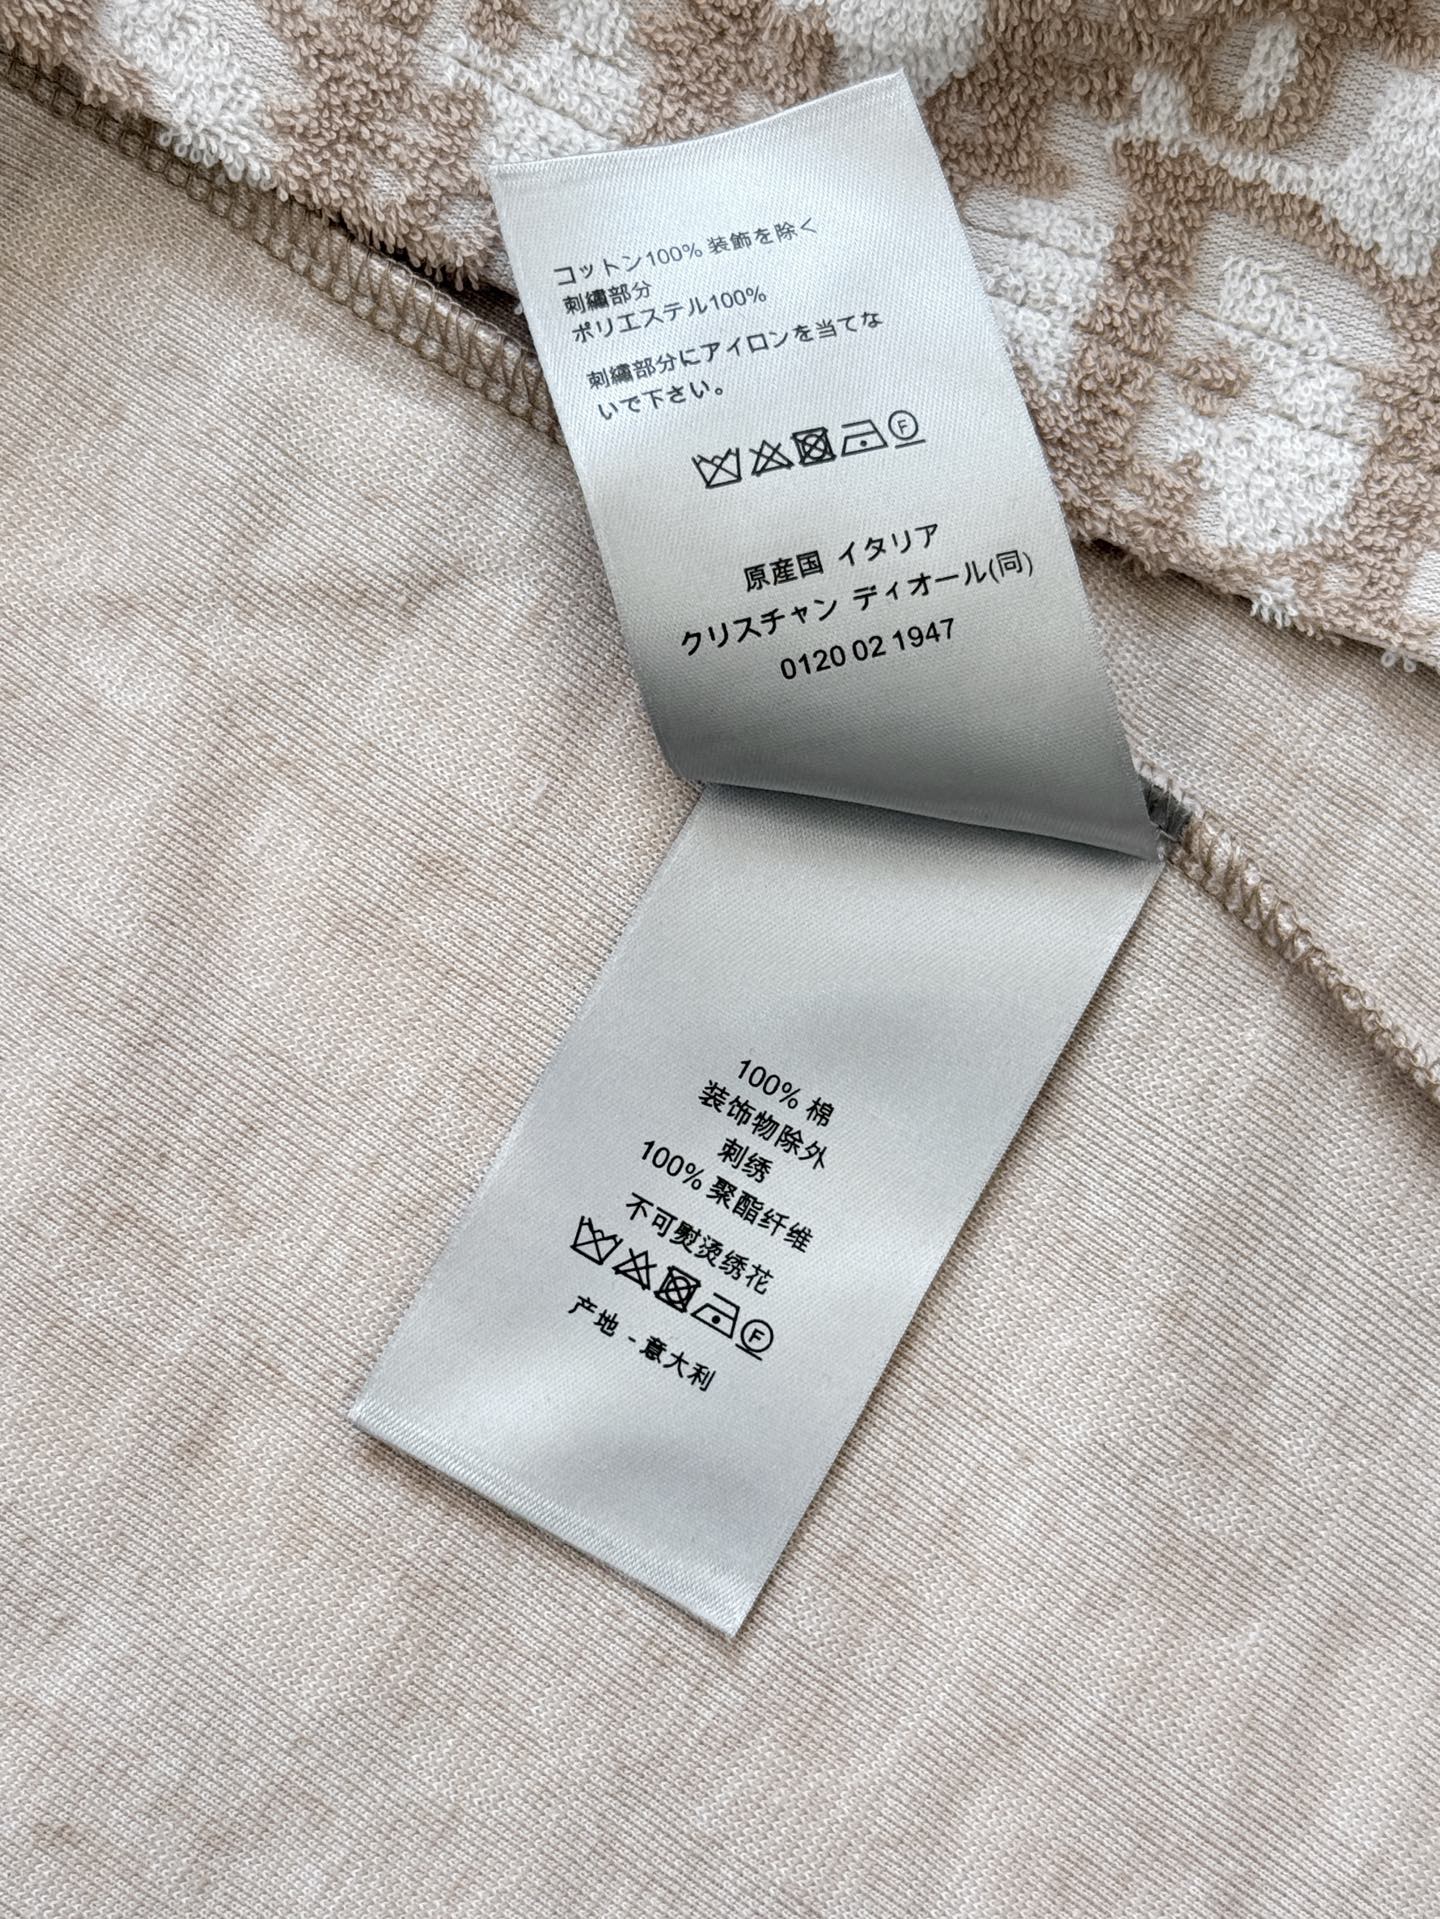 コットン100% 装飾を除く
刺繍部分
ポリエステル100%
刺繍部分にアイロンを当てな
いで下さい。
F
原産国 イタリア
クリスチャン ディオール(同)
0120 02 1947
100% 棉
装饰物除外
刺绣
100% 聚酯纤维
不可熨烫绣花
F
产地 - 意大利